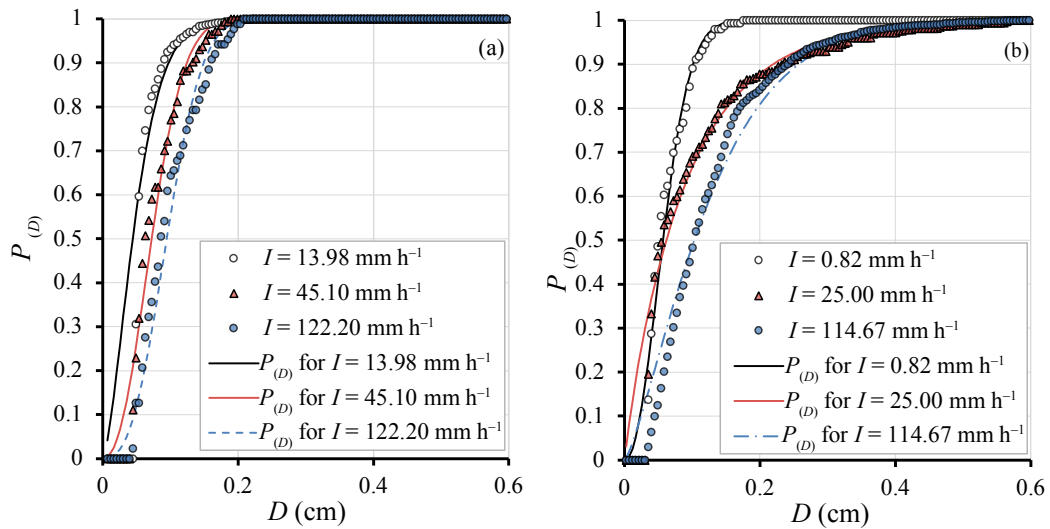 (a)
1
0.9
0.8
0.7
0.6
0.5
0.4
0.3
0.2
0.1
0
P (D)
I = 13.98 mm h⁻¹
I = 45.10 mm h⁻¹
I = 122.20 mm h⁻¹
P(D) for I = 13.98 mm h⁻¹
P(D) for I = 45.10 mm h⁻¹
P(D) for I = 122.20 mm h⁻¹
0 0.2 0.4 0.6
D (cm)
(b)
1
0.9
0.8
0.7
0.6
0.5
0.4
0.3
0.2
0.1
0
P (D)
I = 0.82 mm h⁻¹
I = 25.00 mm h⁻¹
I = 114.67 mm h⁻¹
P(D) for I = 0.82 mm h⁻¹
P(D) for I = 25.00 mm h⁻¹
P(D) for I = 114.67 mm h⁻¹
0 0.2 0.4 0.6
D (cm)